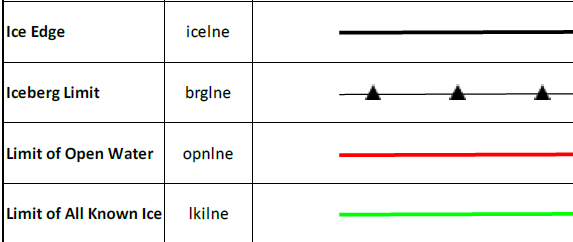 Ice Edge icelne
Iceberg Limit brglne
Limit of Open Water opnlne
Limit of All Known Ice lkilne